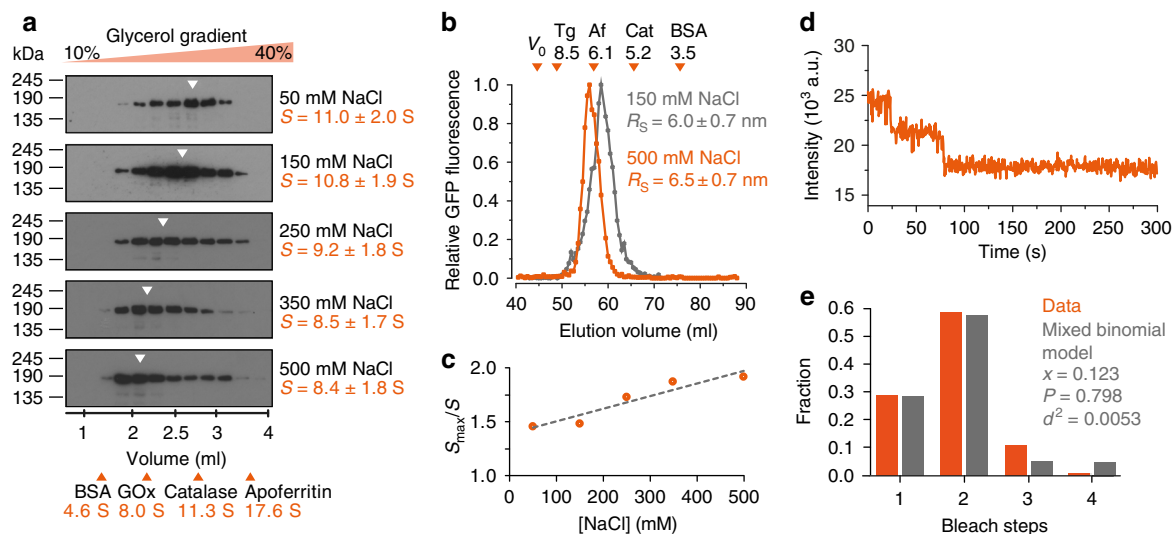 a
Glycerol gradient
kDa
10%
40%
245
190
135
50 mM NaCl
S = 11.0 ± 2.0 S
245
190
135
150 mM NaCl
S = 10.8 ± 1.9 S
245
190
135
250 mM NaCl
S = 9.2 ± 1.8 S
245
190
135
350 mM NaCl
S = 8.5 ± 1.7 S
245
190
135
500 mM NaCl
S = 8.4 ± 1.8 S
1 2 2.5 3 4
Volume (ml)
BSA GOx Catalase Apoferritin
4.6 S 8.0 S 11.3 S 17.6 S
b
V0 Tg Af Cat BSA
8.5 6.1 5.2 3.5
Relative GFP fluorescence
1.0
0.8
0.6
0.4
0.2
0.0
150 mM NaCl
RS = 6.0 ± 0.7 nm
500 mM NaCl
RS = 6.5 ± 0.7 nm
40 50 60 70 80 90
Elution volume (ml)
c
Smax/S
2.0
1.5
1.0
0 100 200 300 400 500
[NaCl] (mM)
d
Intensity (10³ a.u.)
30
25
20
15
0 50 100 150 200 250 300
Time (s)
e
Fraction
0.6
0.5
0.4
0.3
0.2
0.1
0.0
Data
Mixed binomial
model
x = 0.123
P = 0.798
d² = 0.0053
1 2 3 4
Bleach steps